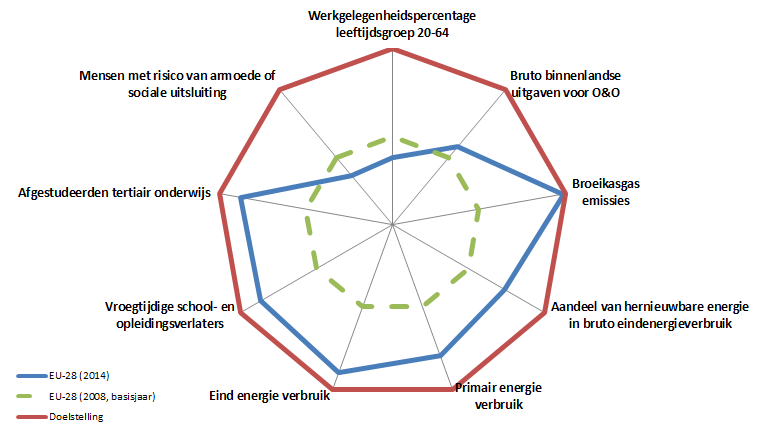 Werkgelegenheidspercentage
leeftijdsgroep 20-64
Bruto binnenlandse
uitgaven voor O&O
Broeikasgas
emissies
Aandeel van hernieuwbare energie
in bruto eindenergieverbruik
Primair energie
verbruik
Eind energie verbruik
Vroegtijdige school- en
opleidingsverlaters
Afgestudeerden tertiair onderwijs
Mensen met risico van armoede of
sociale uitsluiting
EU-28 (2014)
EU-28 (2008, basisjaar)
Doelstelling